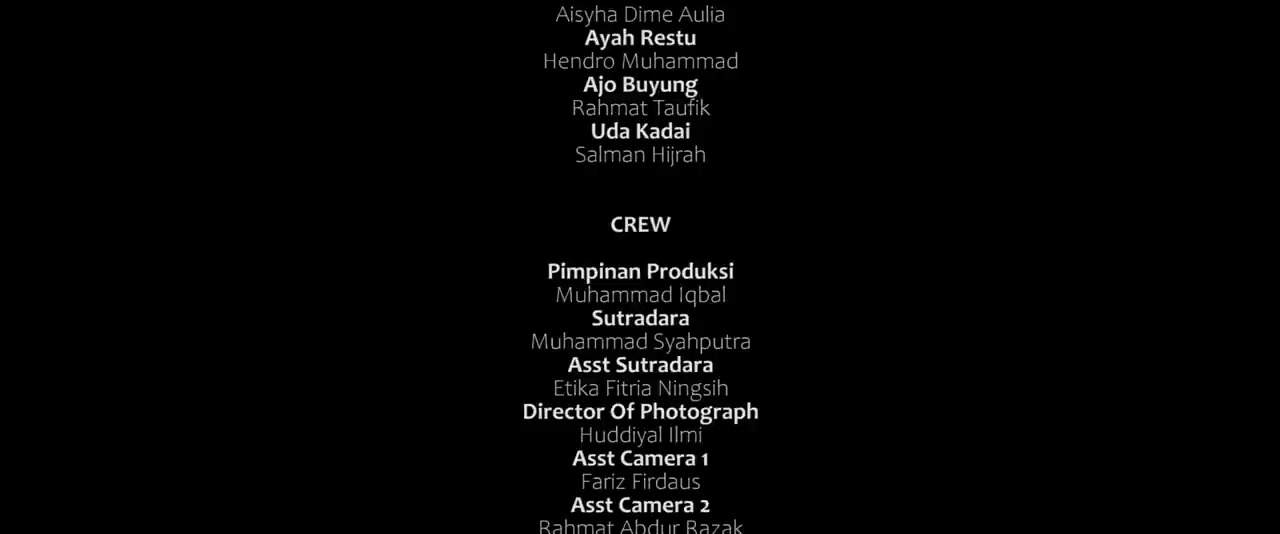 Aisyha Dime Aulia
Ayah Restu
Hendro Muhammad
Ajo Buyung
Rahmat Taufik
Uda Kadai
Salman Hijrah
CREW
Pimpinan Produksi
Muhammad Iqbal
Sutradara
Muhammad Syahputra
Asst Sutradara
Etika Fitria Ningsih
Director Of Photograph
Huddiyal Ilmi
Asst Camera 1
Fariz Firdaus
Asst Camera 2
Rahmat Abdur Razak